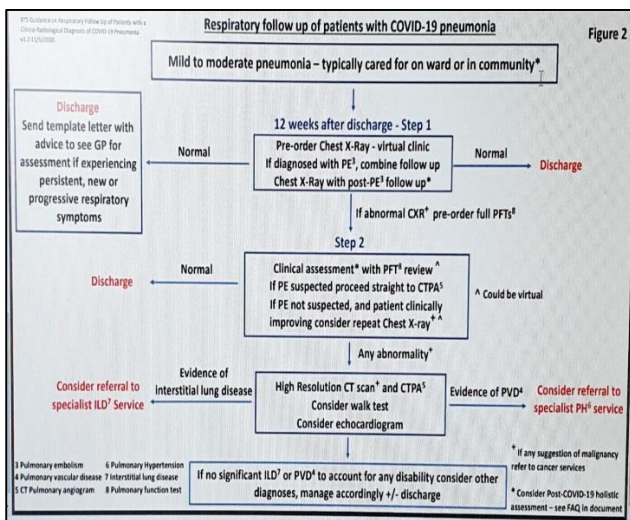 BTS Guidance on Respiratory Follow Up of Patients with a
Clinico-Radiological Diagnosis of COVID-19 Pneumonia
v1.2 11/5/2020
Respiratory follow up of patients with COVID-19 pneumonia
Figure 2
Mild to moderate pneumonia – typically cared for on ward or in community*
Discharge
Send template letter with
advice to see GP for
assessment if experiencing
persistent, new or
progressive respiratory
symptoms
12 weeks after discharge - Step 1
Normal
Pre-order Chest X-Ray - virtual clinic
If diagnosed with PE³, combine follow up
Chest X-Ray with post-PE³ follow up*
Normal
Discharge
If abnormal CXR⁺ pre-order full PFTs⁸
Step 2
Discharge
Normal
Clinical assessment* with PFT⁸ review ^
If PE suspected proceed straight to CTPA⁵
If PE not suspected, and patient clinically
improving consider repeat Chest X-ray⁺ ^
^ Could be virtual
Any abnormality⁺
Consider referral to
specialist ILD⁷ Service
Evidence of
Interstitial lung disease
High Resolution CT scan⁺ and CTPA⁵
Consider walk test
Consider echocardiogram
Evidence of PVD⁴
Consider referral to
specialist PH⁶ service
3 Pulmonary embolism 6 Pulmonary Hypertension
4 Pulmonary vascular disease 7 Interstitial lung disease
5 CT Pulmonary angiogram 8 Pulmonary function test
If no significant ILD⁷ or PVD⁴ to account for any disability consider other
diagnoses, manage accordingly +/- discharge
⁺ If any suggestion of malignancy
refer to cancer services
* Consider Post-COVID-19 holistic
assessment – see FAQ in document